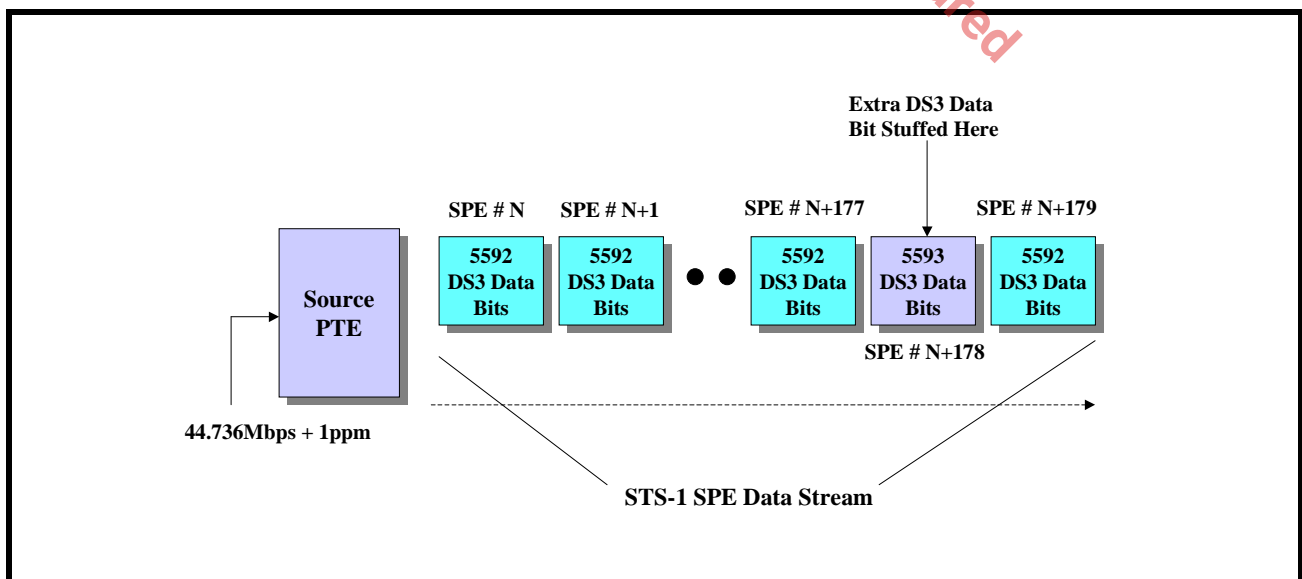 Extra DS3 Data
Bit Stuffed Here
SPE # N
SPE # N+1
SPE # N+177
SPE # N+179
Source
PTE
5592
DS3 Data
Bits
5592
DS3 Data
Bits
5592
DS3 Data
Bits
5593
DS3 Data
Bits
5592
DS3 Data
Bits
SPE # N+178
44.736Mbps + 1ppm
STS-1 SPE Data Stream